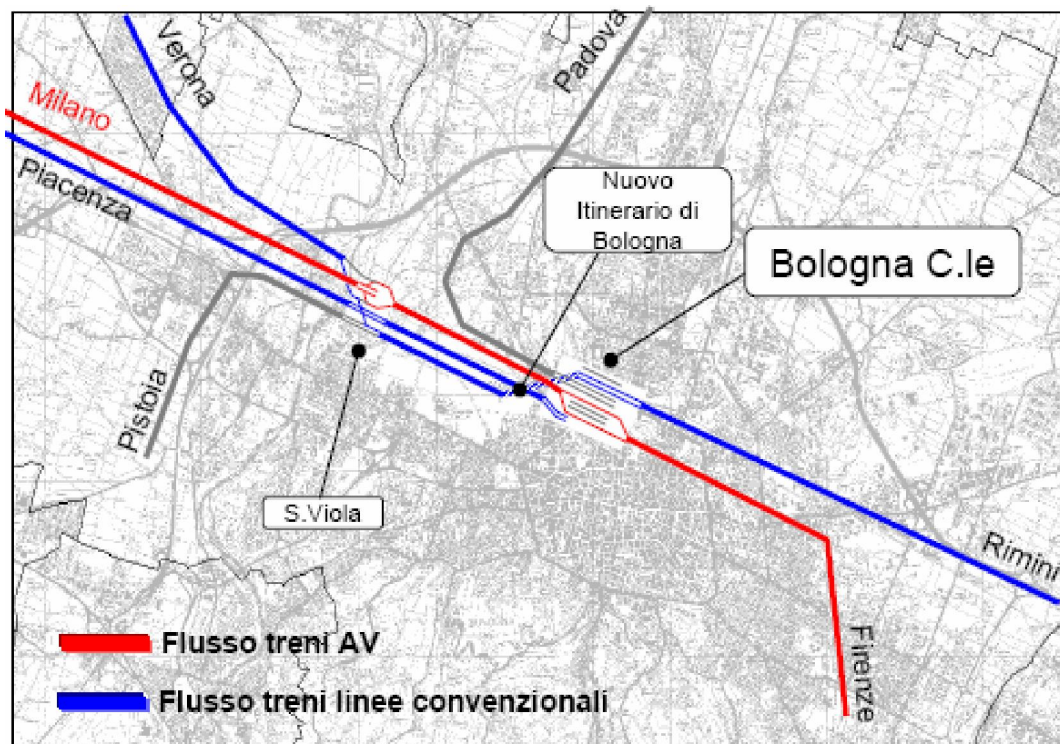 Verona
Padova
Milano
Piacenza
Nuovo
Itinerario di
Bologna
Bologna C.le
Pistoia
S.Viola
Rimini
Firenze
Flusso treni AV
Flusso treni linee convenzionali